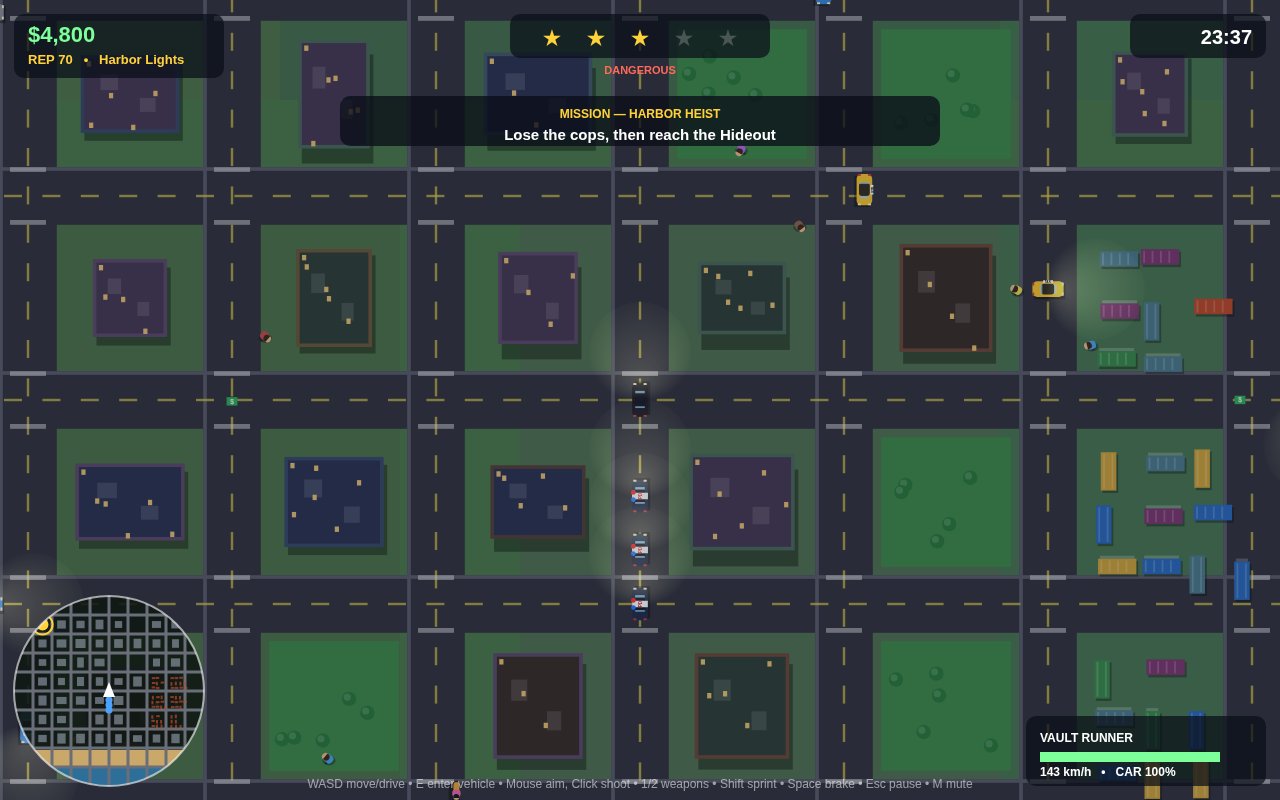 $4,800
REP 70 • Harbor Lights
★ ★ ★ ★ ★
DANGEROUS
23:37
MISSION — HARBOR HEIST
Lose the cops, then reach the Hideout
$
$
VAULT RUNNER
143 km/h • CAR 100%
WASD move/drive • E enter vehicle • Mouse aim, Click shoot • 1/2 weapons • Shift sprint • Space brake • Esc pause • M mute